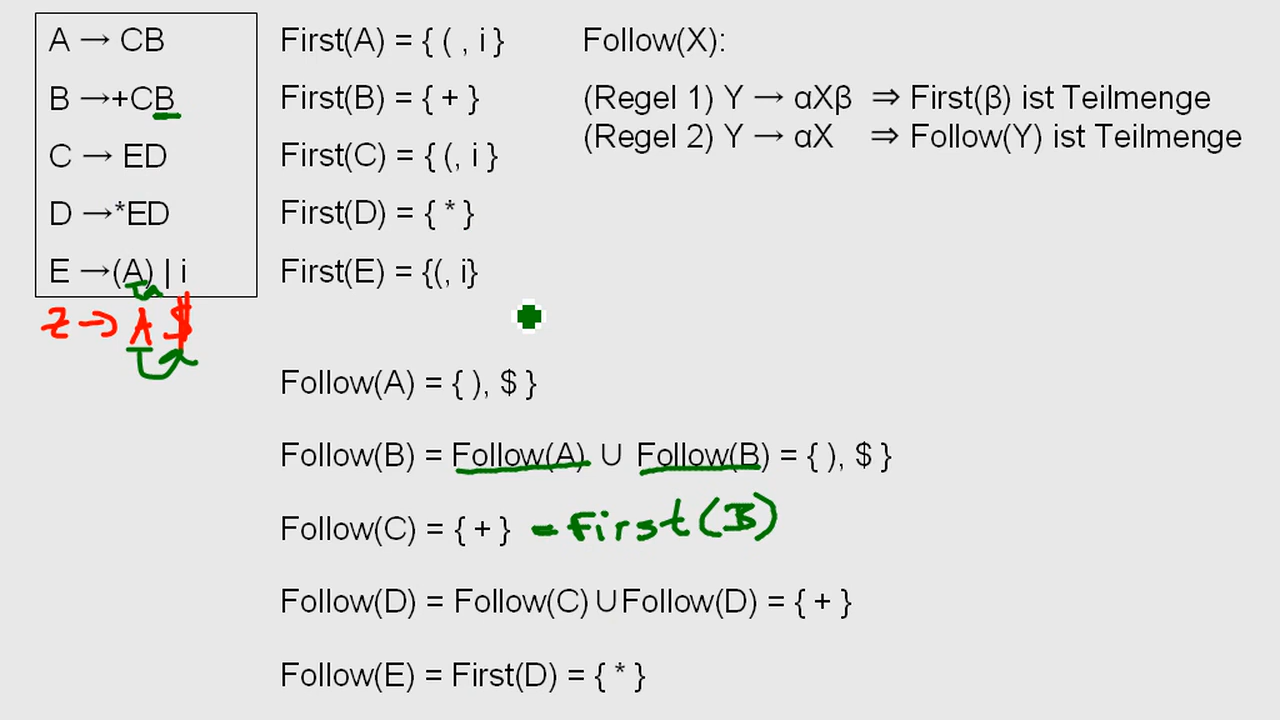 A → CB
B →+CB
C → ED
D →*ED
E →(A) | i
Z → A $
First(A) = { ( , i }
First(B) = { + }
First(C) = { (, i }
First(D) = { * }
First(E) = {(, i}
Follow(X):
(Regel 1) Y → αXβ ⇒ First(β) ist Teilmenge
(Regel 2) Y → αX ⇒ Follow(Y) ist Teilmenge
Follow(A) = { ), $ }
Follow(B) = Follow(A) ∪ Follow(B) = { ), $ }
Follow(C) = { + } = First(B)
Follow(D) = Follow(C) ∪Follow(D) = { + }
Follow(E) = First(D) = { * }